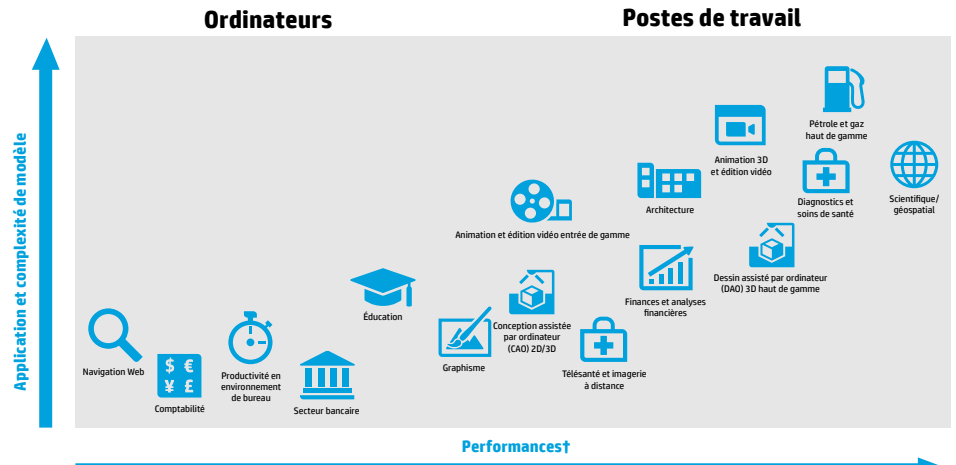 Ordinateurs
Postes de travail
Application et complexité de modèle
Pétrole et gaz
haut de gamme
Animation 3D
et édition vidéo
Diagnostics et
soins de santé
Scientifique/
géospatial
Architecture
Animation et édition vidéo entrée de gamme
Dessin assisté par ordinateur
(DAO) 3D haut de gamme
Finances et analyses
financières
Éducation
Conception assistée
par ordinateur
(CAO) 2D/3D
Graphisme
Télésanté et imagerie
à distance
Navigation Web
$ €
¥ £
Comptabilité
Productivité en
environnement
de bureau
Secteur bancaire
Performances†